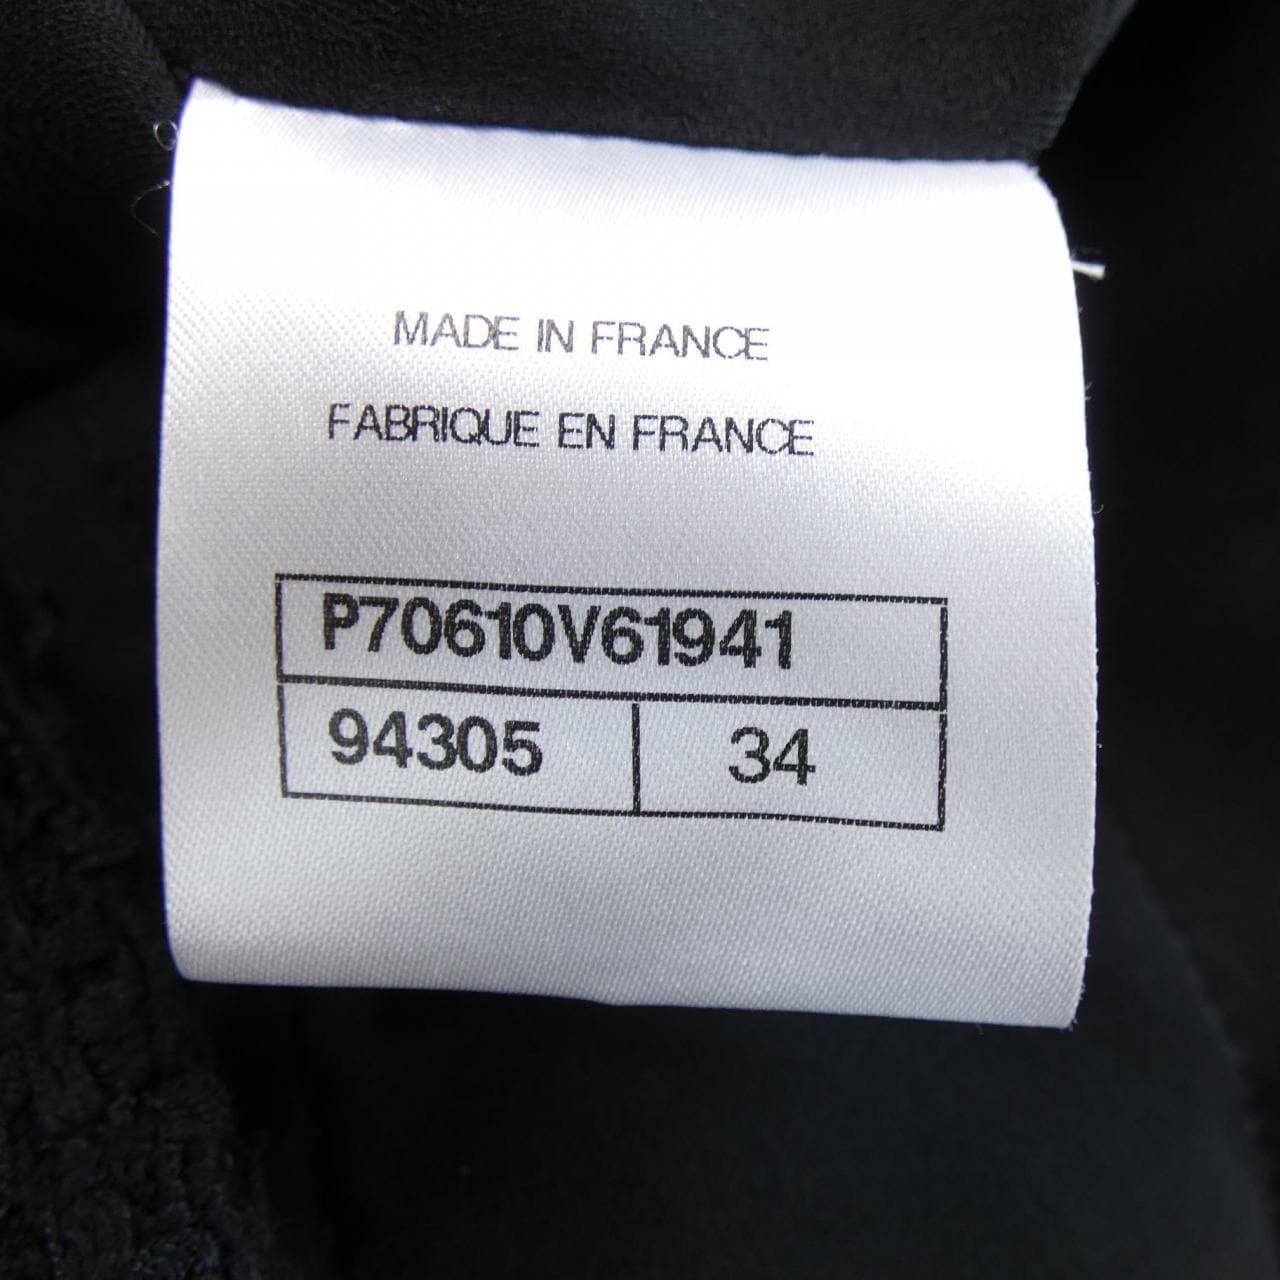 MADE IN FRANCE
FABRIQUE EN FRANCE
P70610V61941
94305 34